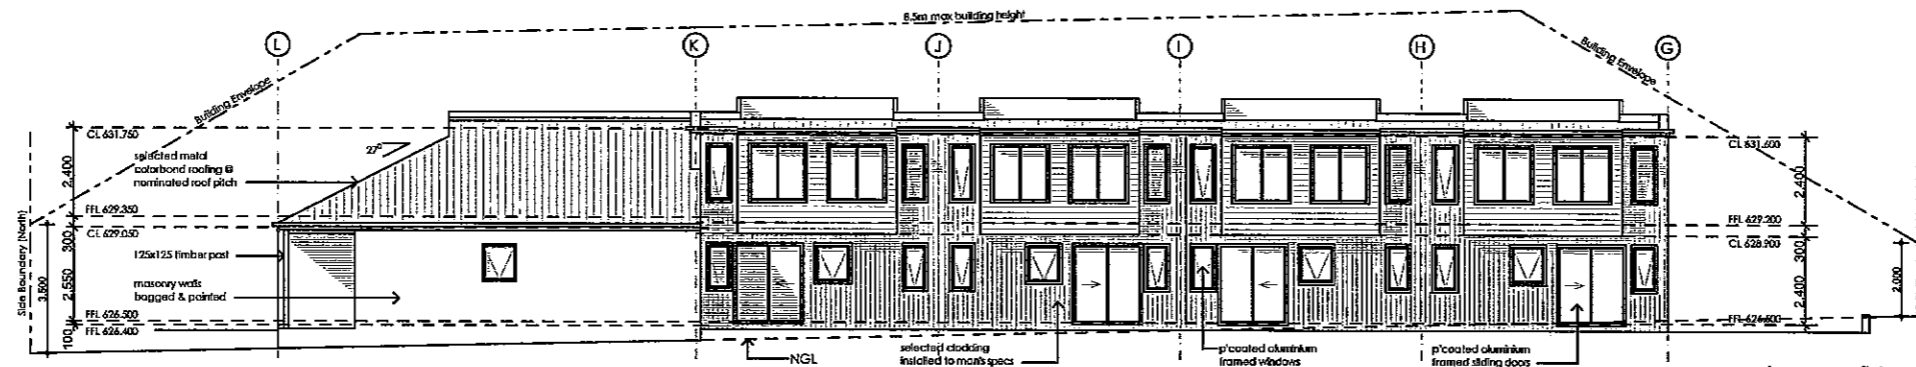 8.5m max building height
L
K
J
I
H
G
Building Envelope
Building Envelope
CL 631.750
27°
selected metal
colorbond roofing @
nominated roof pitch
2,400
FFL 629.350
300
CL 629.050
125x125 timber post
masonry walls
bagged & painted
2,550
3,500
Side Boundary (North)
FFL 626.500
FFL 626.400
100
NGL
selected cladding
installed to man's specs
p'coated aluminium
framed windows
p'coated aluminium
framed sliding doors
CL 631.600
2,400
FFL 629.200
CL 628.900
300
2,400
2,000
FFL 626.500